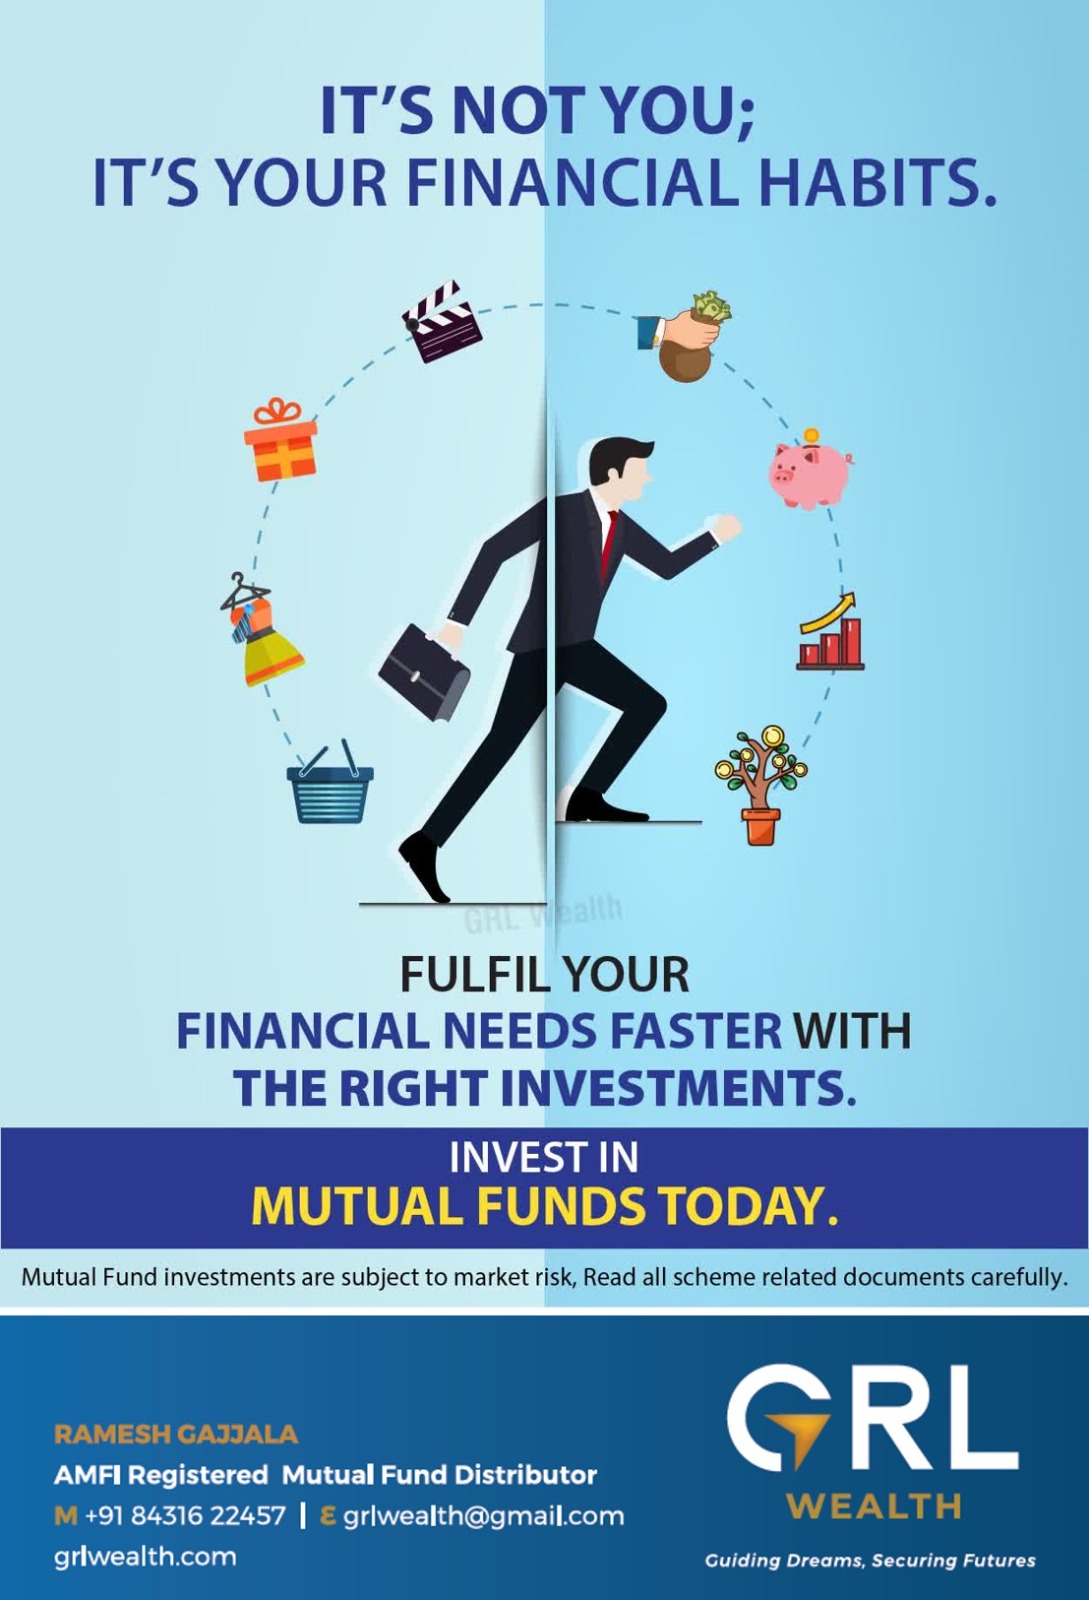 IT'S NOT YOU;
IT'S YOUR FINANCIAL HABITS.
GRL Wealth
FULFIL YOUR
FINANCIAL NEEDS FASTER WITH
THE RIGHT INVESTMENTS.
INVEST IN
MUTUAL FUNDS TODAY.
Mutual Fund investments are subject to market risk, Read all scheme related documents carefully.
RAMESH GAJJALA
AMFI Registered Mutual Fund Distributor
M +91 84316 22457 | E grlwealth@gmail.com
grlwealth.com
GRL
WEALTH
Guiding Dreams, Securing Futures